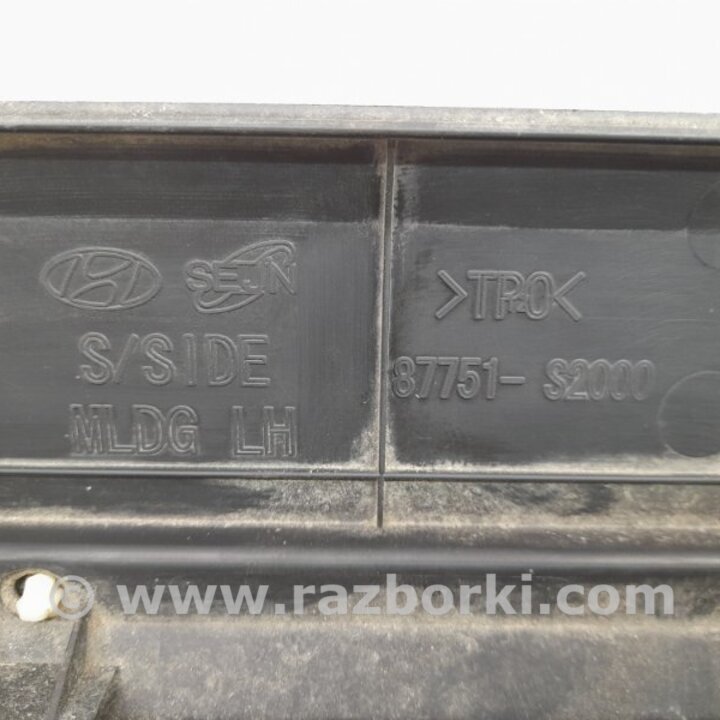 SEJIN
S/SIDE
MLDG LH
>TPO<
87751- S2000
© www.razborki.com